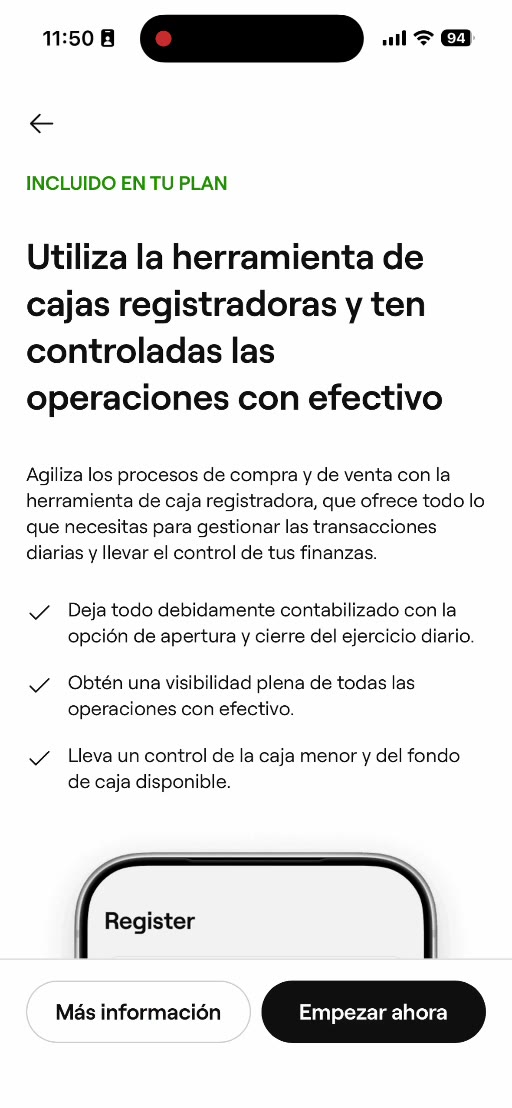 11:50
94
INCLUIDO EN TU PLAN
Utiliza la herramienta de
cajas registradoras y ten
controladas las
operaciones con efectivo
Agiliza los procesos de compra y de venta con la
herramienta de caja registradora, que ofrece todo lo
que necesitas para gestionar las transacciones
diarias y llevar el control de tus finanzas.
Deja todo debidamente contabilizado con la
opción de apertura y cierre del ejercicio diario.
Obtén una visibilidad plena de todas las
operaciones con efectivo.
Lleva un control de la caja menor y del fondo
de caja disponible.
Register
Más información
Empezar ahora